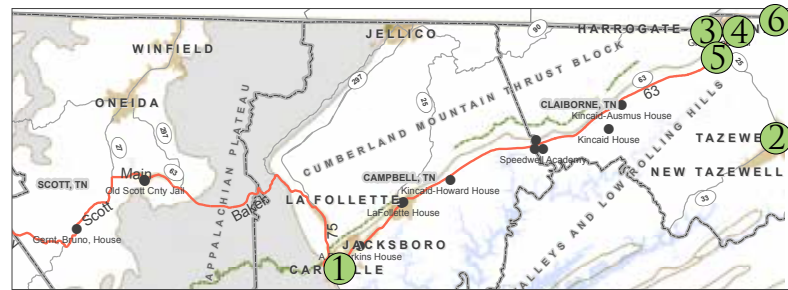 HARROGATE
3
4
6
5
JELLICO
WINFIELD
90
297
25
63
63
ONEIDA
CUMBERLAND MOUNTAIN THRUST BLOCK
CLAIBORNE, TN
Kincaid-Ausmus House
27
297
25
Kincaid House
TAZEWE
2
Speedwell Academy
NEW TAZEWELL
Main
63
SCOTT, TN
Old Scott Cnty Jail
CAMPBELL, TN
Kincaid-Howard House
APPALACHIAN PLATEAU
Baker
LA FOLLETTE
LaFollette House
33
Scott
Gernt, Bruno, House
75
JACKSBORO
VALLEYS AND LOW ROLLING HILLS
1